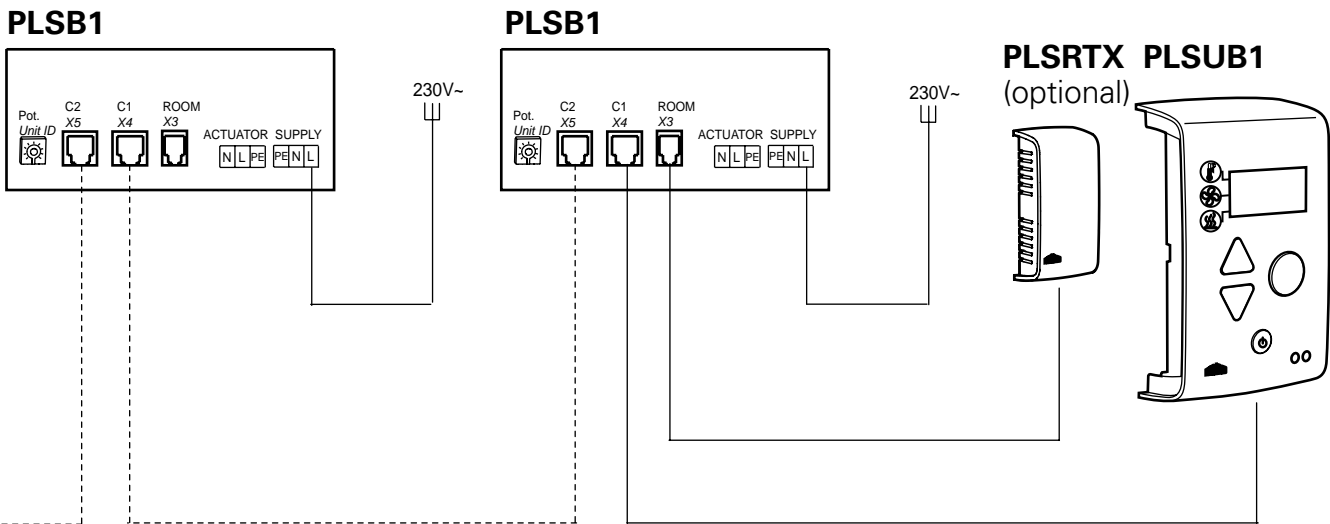 PLSB1
Pot.
Unit ID
C2
X5
C1
X4
ROOM
X3
ACTUATOR SUPPLY
N L PE PE N L
230V~
PLSB1
Pot.
Unit ID
C2
X5
C1
X4
ROOM
X3
ACTUATOR SUPPLY
N L PE PE N L
230V~
PLSRTX PLSUB1
(optional)